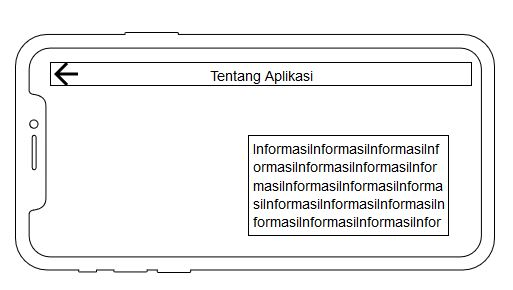 Tentang Aplikasi
InformasiInformasiInformasiInf
ormasiInformasiInformasiInfor
masiInformasiInformasiInforma
siInformasiInformasiInformasiIn
formasiInformasiInformasiInfor